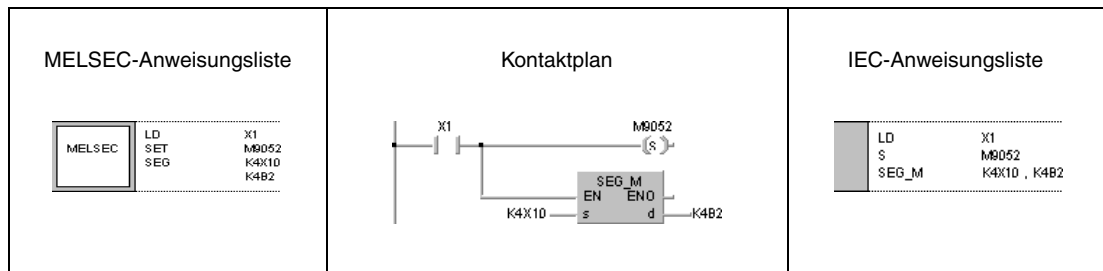 MELSEC-Anweisungsliste
MELSEC
LD X1
SET M9052
SEG K4X10
K4B2
Kontaktplan
X1 M9052
S
SEG_M
EN ENO
K4X10 s d K4B2
IEC-Anweisungsliste
LD X1
S M9052
SEG_M K4X10 , K4B2